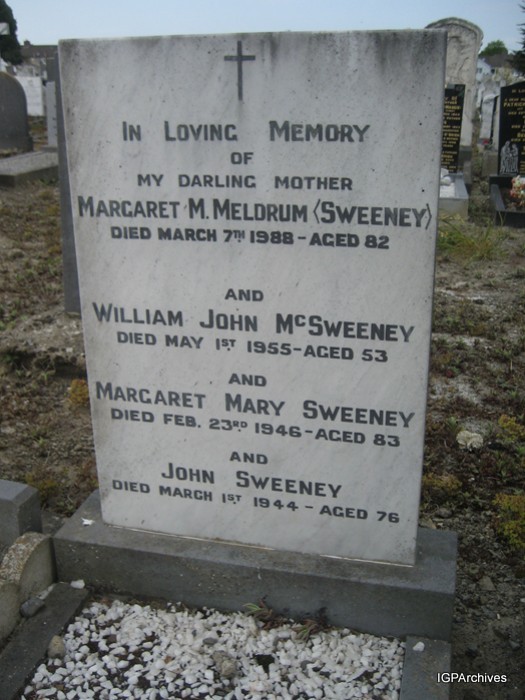 IN LOVING MEMORY
OF
MY DARLING MOTHER
MARGARET M. MELDRUM (SWEENEY)
DIED MARCH 7TH 1988 - AGED 82
AND
WILLIAM JOHN MCSWEENEY
DIED MAY 1ST 1955 - AGED 53
AND
MARGARET MARY SWEENEY
DIED FEB. 23RD 1946 - AGED 83
AND
JOHN SWEENEY
DIED MARCH 1ST 1944 - AGED 76
IGPArchives